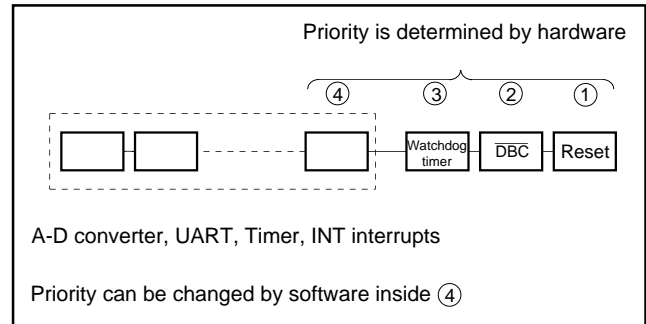 Priority is determined by hardware
④ ③ ② ①
Watchdog
timer
DBC
Reset
A-D converter, UART, Timer, INT interrupts
Priority can be changed by software inside ④